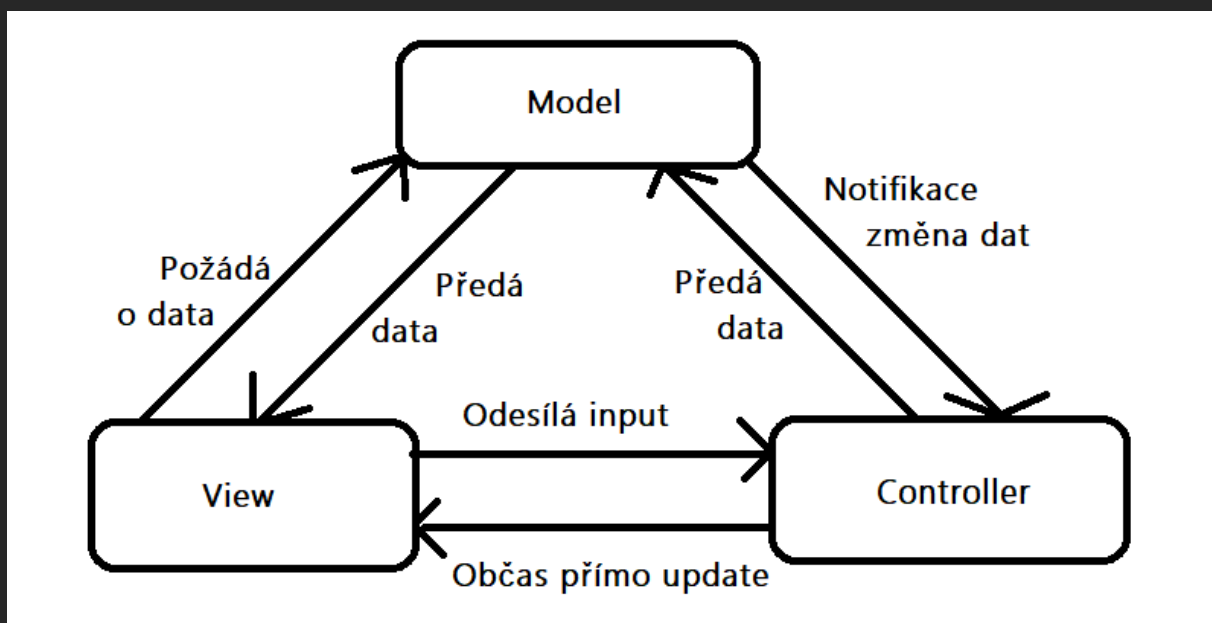 Model
Notifikace
změna dat
Požádá
o data
Předá
data
Předá
data
Odesílá input
View
Controller
Občas přímo update